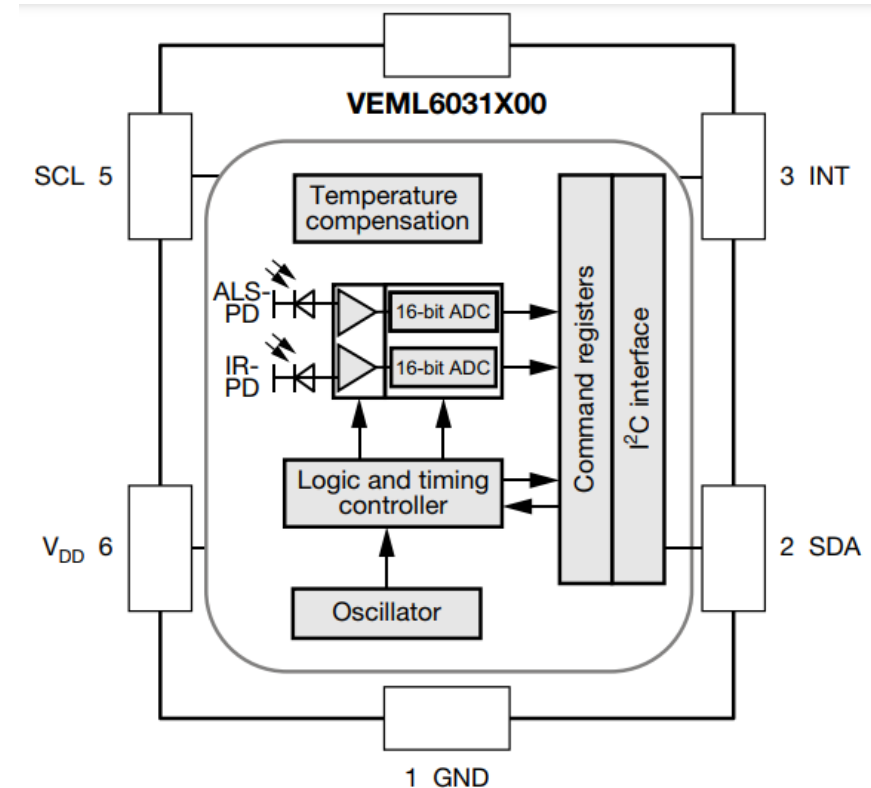 VEML6031X00
SCL 5
3 INT
Temperature
compensation
ALS-
PD
16-bit ADC
IR-
PD
16-bit ADC
Command registers
I²C interface
Logic and timing
controller
V_DD 6
2 SDA
Oscillator
1 GND